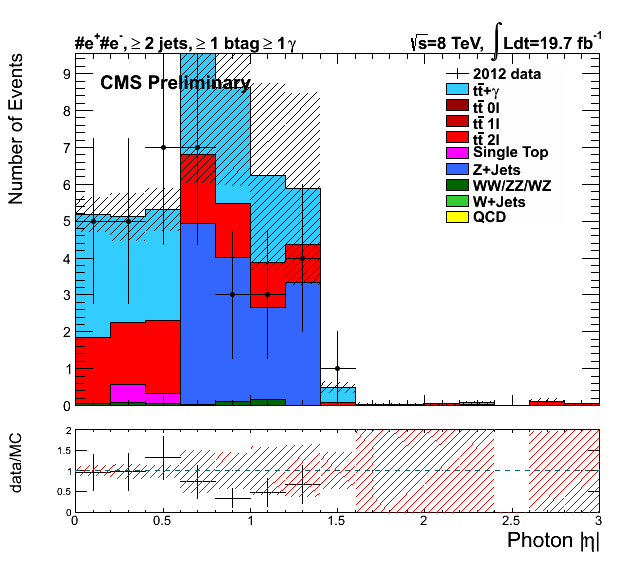 #e⁺#e⁻, ≥ 2 jets, ≥ 1 btag ≥ 1 γ
√s=8 TeV, ∫ Ldt=19.7 fb⁻¹
CMS Preliminary
2012 data
tt̄+γ
tt̄ 0l
tt̄ 1l
tt̄ 2l
Single Top
Z+Jets
WW/ZZ/WZ
W+Jets
QCD
Number of Events
9
8
7
6
5
4
3
2
1
0
data/MC
2
1.5
1
0.5
0
0 0.5 1 1.5 2 2.5 3
Photon |η|